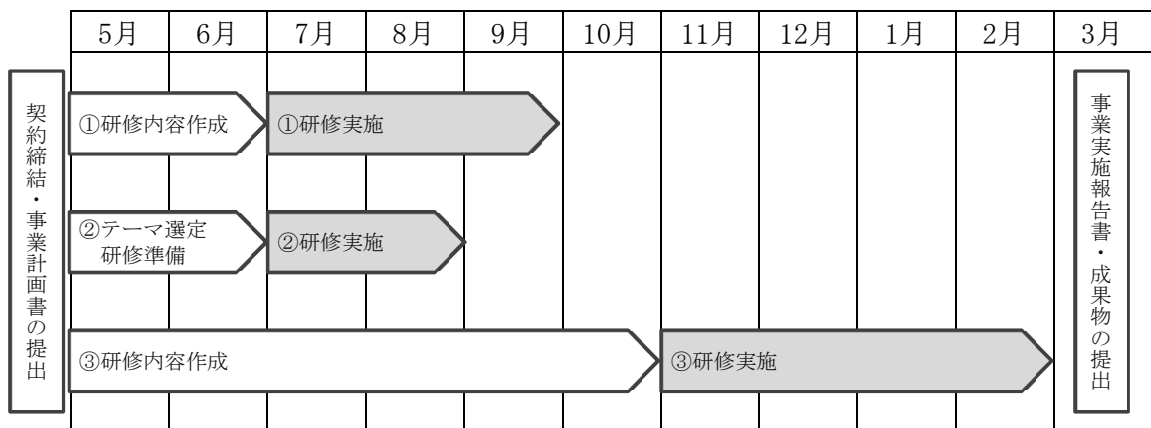 5月 6月 7月 8月 9月 10月 11月 12月 1月 2月 3月
契約締結・事業計画書の提出
①研修内容作成
①研修実施
②テーマ選定
研修準備
②研修実施
③研修内容作成
③研修実施
事業実施報告書・成果物の提出